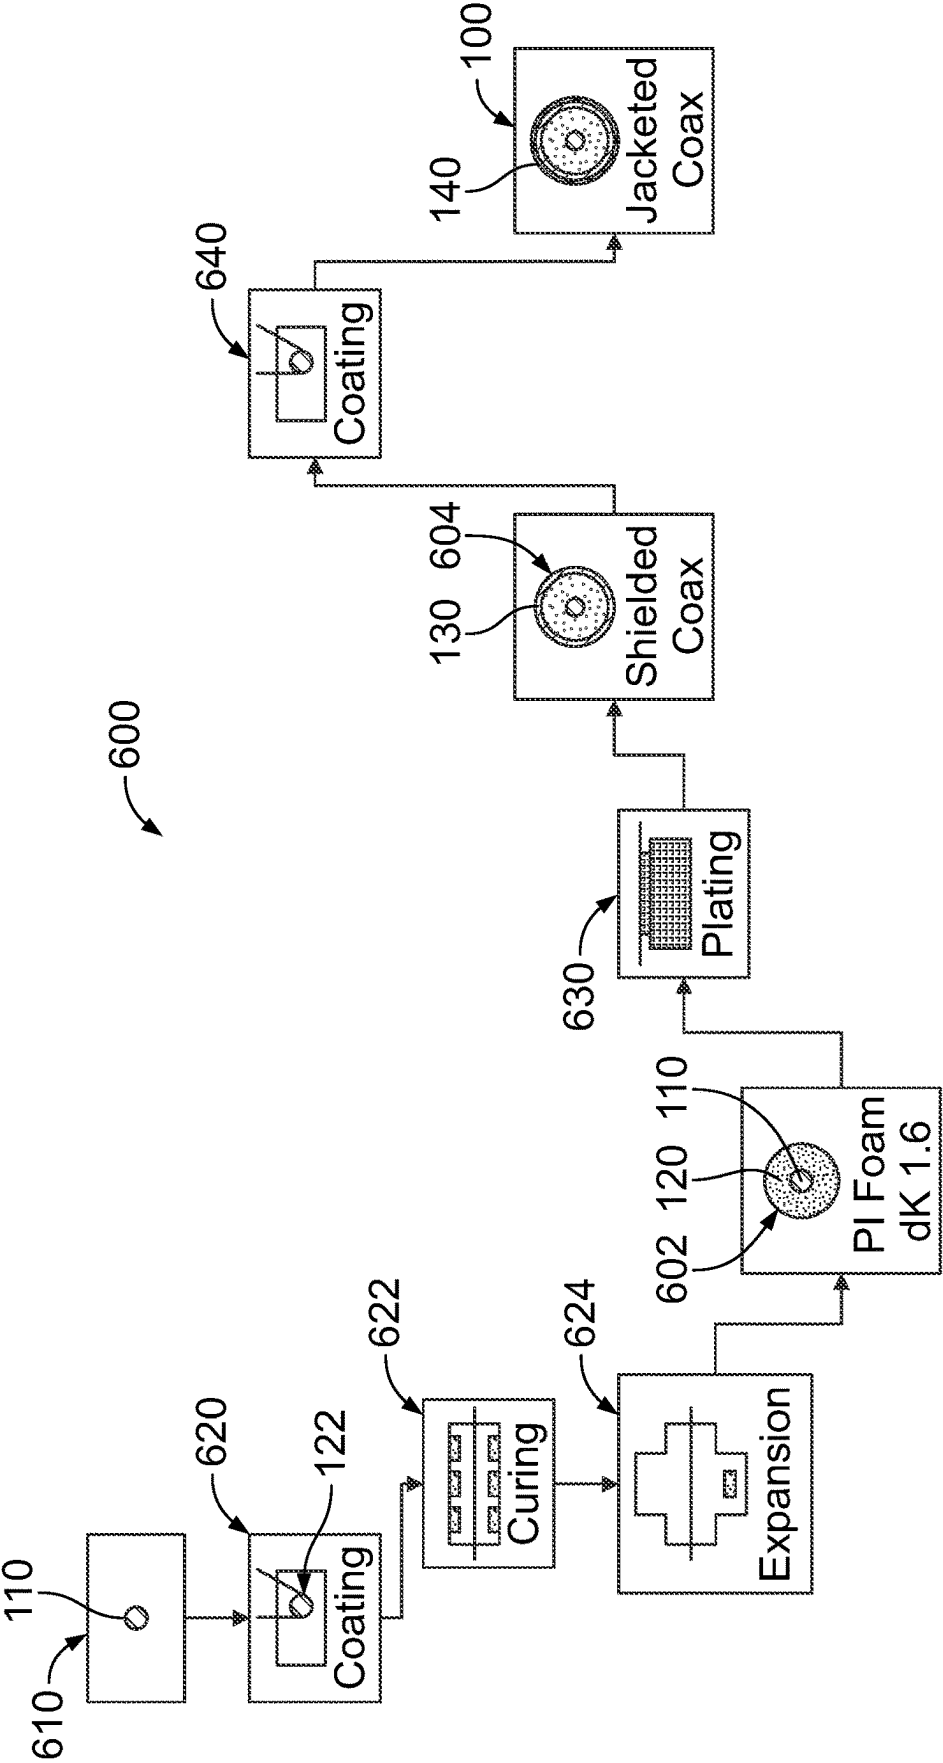 600
610
110
620
122
Coating
622
Curing
624
Expansion
602
120
110
PI Foam
dK 1.6
630
Plating
130
604
Shielded
Coax
640
Coating
140
100
Jacketed
Coax